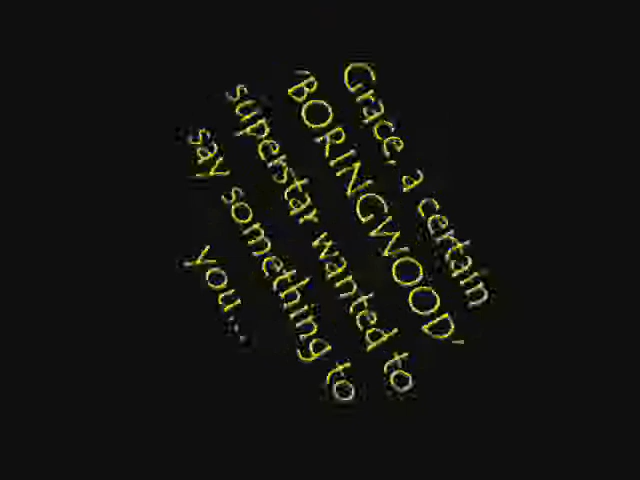 Grace, a certain
'BORINGWOOD'
superstar wanted to
say something to
you...